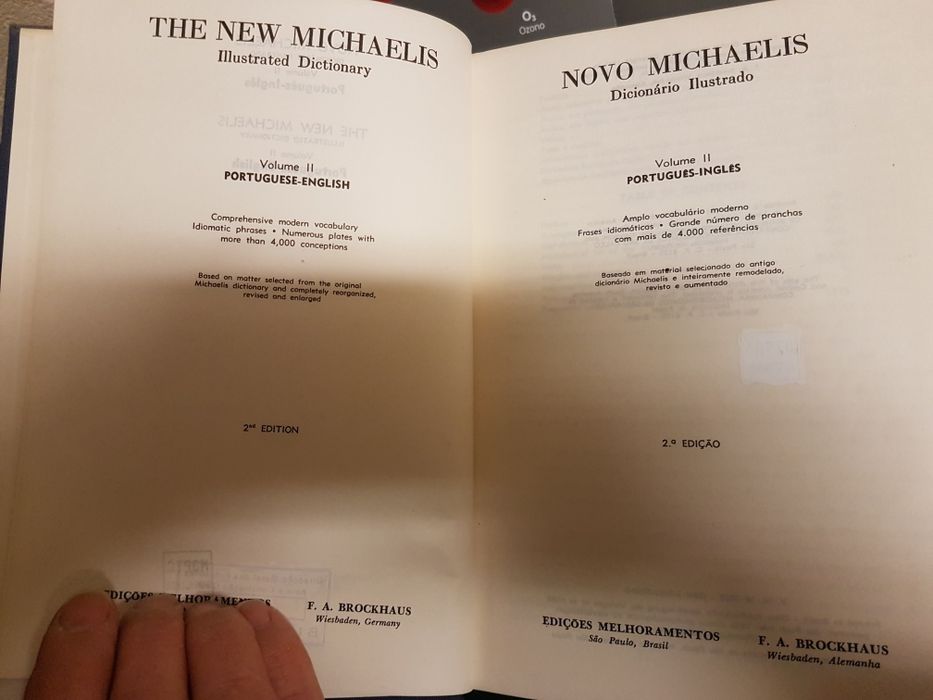 O₃
Ozono
THE NEW MICHAELIS
Illustrated Dictionary
Volume II
PORTUGUESE-ENGLISH
Comprehensive modern vocabulary
Idiomatic phrases • Numerous plates with
more than 4,000 conceptions
Based on matter selected from the original
Michaelis dictionary and completely reorganized,
revised and enlarged
2nd EDITION
F. A. BROCKHAUS
Wiesbaden, Germany
NOVO MICHAELIS
Dicionário Ilustrado
Volume II
PORTUGUÊS-INGLÊS
Amplo vocabulário moderno
Frases idiomáticas • Grande número de pranchas
com mais de 4.000 referências
Baseado em material selecionado do antigo
dicionário Michaelis e inteiramente remodelado,
revisto e aumentado
2.ª EDIÇÃO
EDIÇÕES MELHORAMENTOS
São Paulo, Brasil
F. A. BROCKHAUS
Wiesbaden, Alemanha